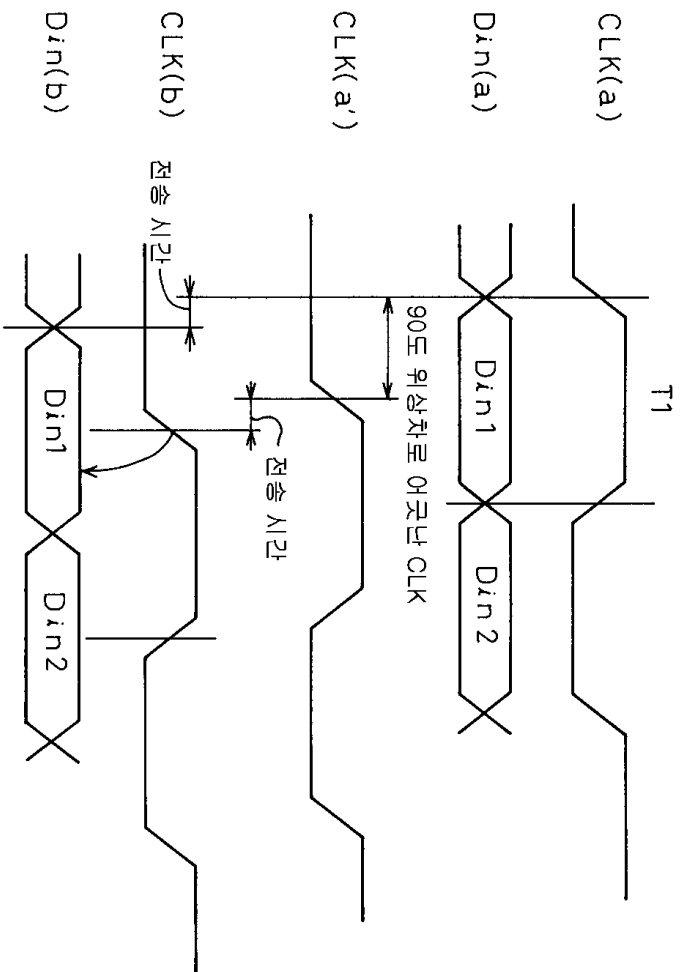 T1
CLK(a)
Din(a)
Din1
Din2
90도 위상차로 어긋난 CLK
CLK(a')
전송 시간
CLK(b)
전송 시간
Din(b)
Din1
Din2